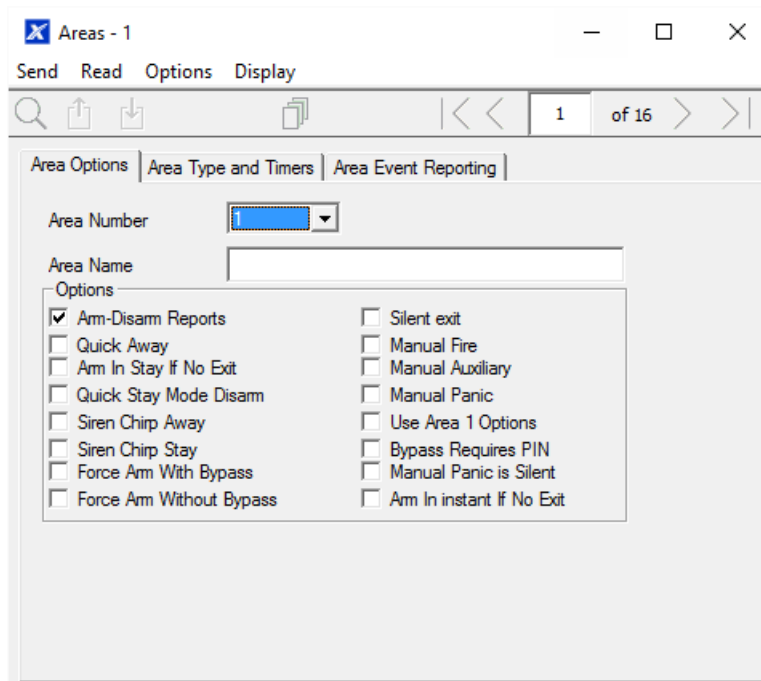 Areas - 1
Send Read Options Display
1 of 16
Area Options Area Type and Timers Area Event Reporting
Area Number 1
Area Name
Options
Arm-Disarm Reports Silent exit
Quick Away Manual Fire
Arm In Stay If No Exit Manual Auxiliary
Quick Stay Mode Disarm Manual Panic
Siren Chirp Away Use Area 1 Options
Siren Chirp Stay Bypass Requires PIN
Force Arm With Bypass Manual Panic is Silent
Force Arm Without Bypass Arm In instant If No Exit